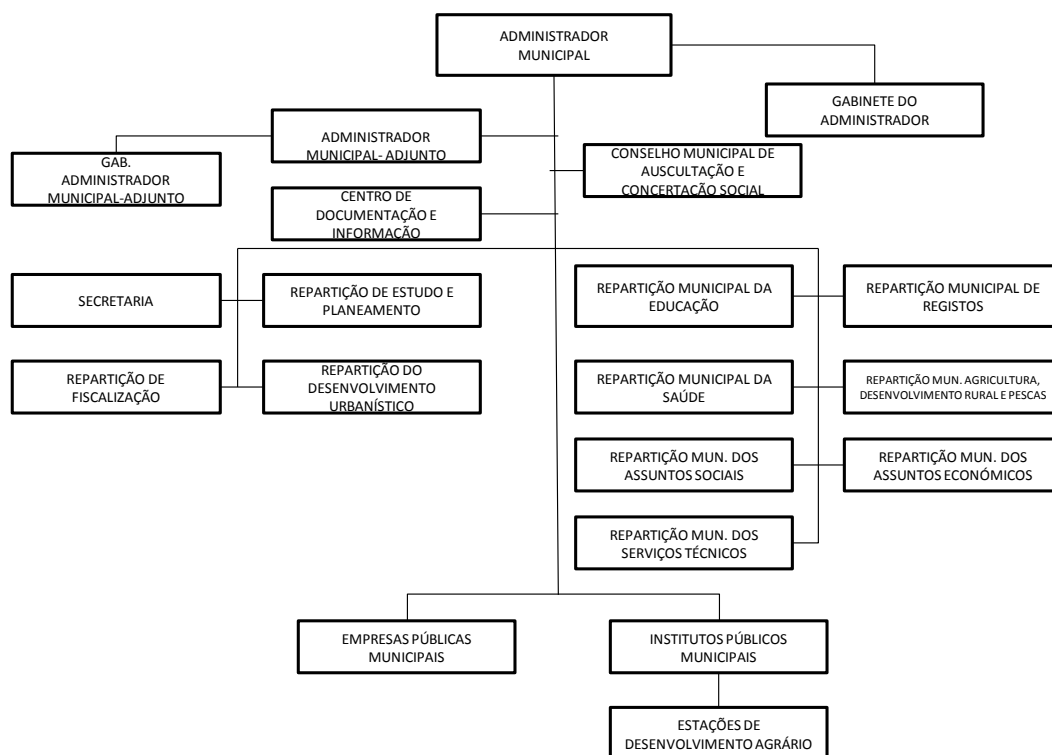 ADMINISTRADOR
MUNICIPAL
GABINETE DO
ADMINISTRADOR
ADMINISTRADOR
MUNICIPAL- ADJUNTO
GAB.
ADMINISTRADOR
MUNICIPAL-ADJUNTO
CONSELHO MUNICIPAL DE
AUSCULTAÇÃO E
CONCERTAÇÃO SOCIAL
CENTRO DE
DOCUMENTAÇÃO E
INFORMAÇÃO
SECRETARIA
REPARTIÇÃO DE ESTUDO E
PLANEAMENTO
REPARTIÇÃO MUNICIPAL DA
EDUCAÇÃO
REPARTIÇÃO MUNICIPAL DE
REGISTOS
REPARTIÇÃO DE
FISCALIZAÇÃO
REPARTIÇÃO DO
DESENVOLVIMENTO
URBANÍSTICO
REPARTIÇÃO MUNICIPAL DA
SAÚDE
REPARTIÇÃO MUN. AGRICULTURA,
DESENVOLVIMENTO RURAL E PESCAS
REPARTIÇÃO MUN. DOS
ASSUNTOS SOCIAIS
REPARTIÇÃO MUN. DOS
ASSUNTOS ECONÓMICOS
REPARTIÇÃO MUN. DOS
SERVIÇOS TÉCNICOS
EMPRESAS PÚBLICAS
MUNICIPAIS
INSTITUTOS PÚBLICOS
MUNICIPAIS
ESTAÇÕES DE
DESENVOLVIMENTO AGRÁRIO